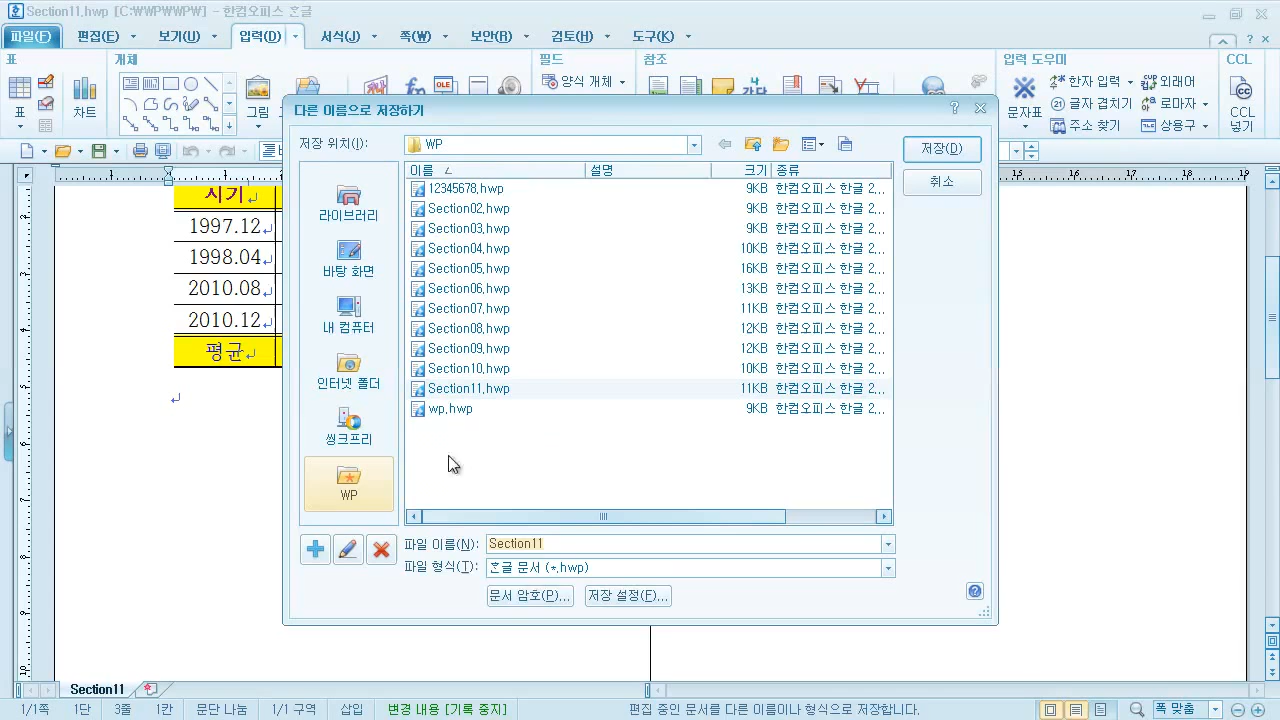 Section11.hwp [C:₩WPWWPW] - 한컴오피스 혼글
파일(F) 편집(E) 보기(U) 입력(D) 서식(J) 쪽(W) 보안(R) 검토(H) 도구(K)
표 개체 필드 참조 입력 도우미 CCL
표 차트 그림 양식 개체 문자표 한자 입력 외래어
글자 겹치기 로마자
주소 찾기 상용구
CCL
넣기
다른 이름으로 저장하기
저장 위치(I): WP
저장(D)
취소
이름 설명 크기 종류
12345678.hwp 9KB 한컴오피스 한글 2...
Section02.hwp 9KB 한컴오피스 한글 2...
Section03.hwp 9KB 한컴오피스 한글 2...
Section04.hwp 10KB 한컴오피스 한글 2...
Section05.hwp 16KB 한컴오피스 한글 2...
Section06.hwp 13KB 한컴오피스 한글 2...
Section07.hwp 11KB 한컴오피스 한글 2...
Section08.hwp 12KB 한컴오피스 한글 2...
Section09.hwp 12KB 한컴오피스 한글 2...
Section10.hwp 10KB 한컴오피스 한글 2...
Section11.hwp 11KB 한컴오피스 한글 2...
wp.hwp 9KB 한컴오피스 한글 2...
라이브러리
바탕 화면
내 컴퓨터
인터넷 폴더
씽크프리
WP
파일 이름(N): Section11
파일 형식(T): 혼글 문서 (*.hwp)
문서 암호(P)... 저장 설정(F)...
시기
1997.12
1998.04
2010.08
2010.12
평균
Section11
1/1쪽 1단 3줄 1칸 문단 나눔 1/1 구역 삽입 변경 내용 [기록 중지] 편집 중인 문서를 다른 이름이나 형식으로 저장합니다. 폭 맞춤